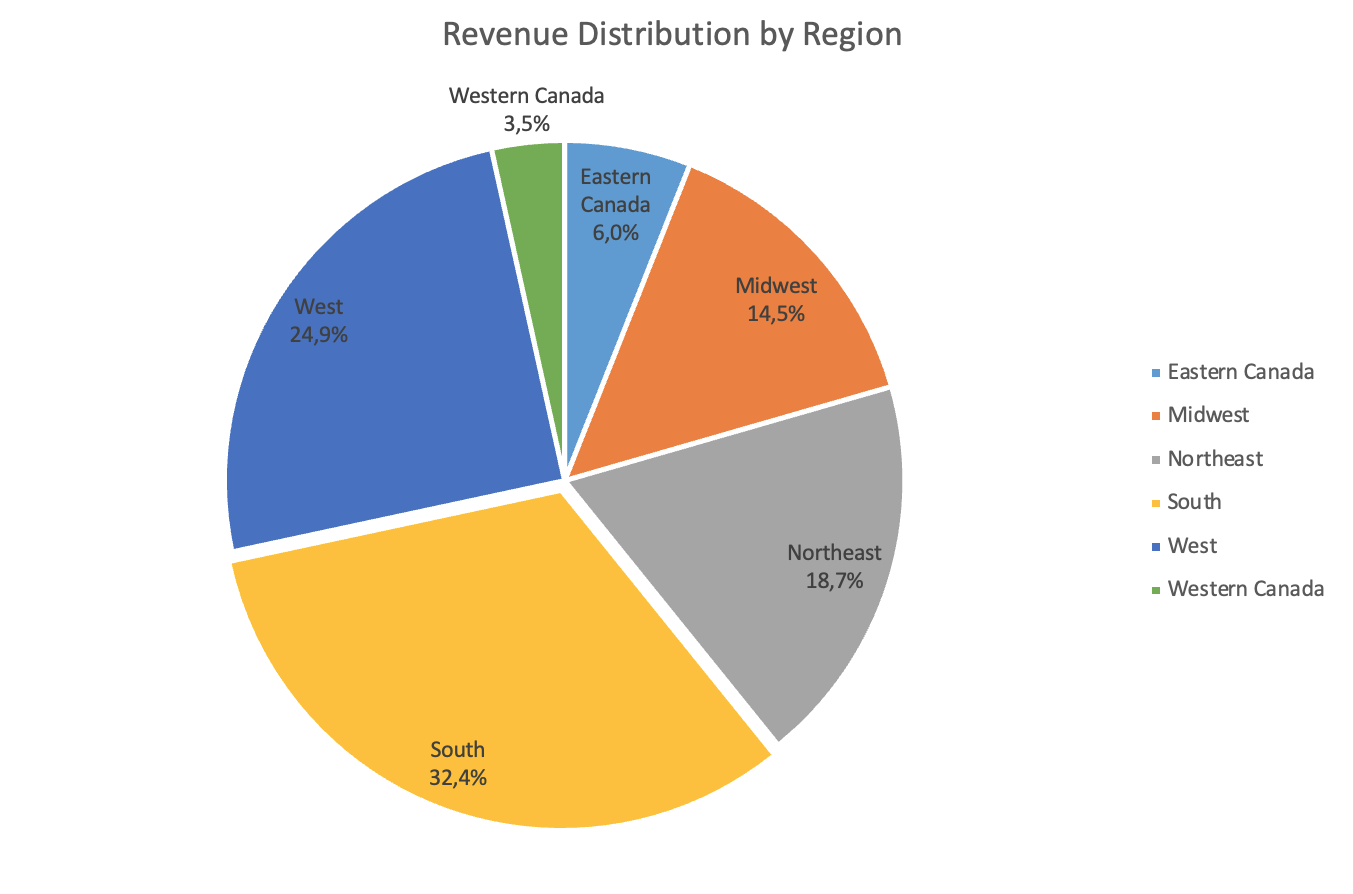 Revenue Distribution by Region
Western Canada
3,5%
Eastern
Canada
6,0%
Midwest
14,5%
West
24,9%
Northeast
18,7%
South
32,4%
Eastern Canada
Midwest
Northeast
South
West
Western Canada